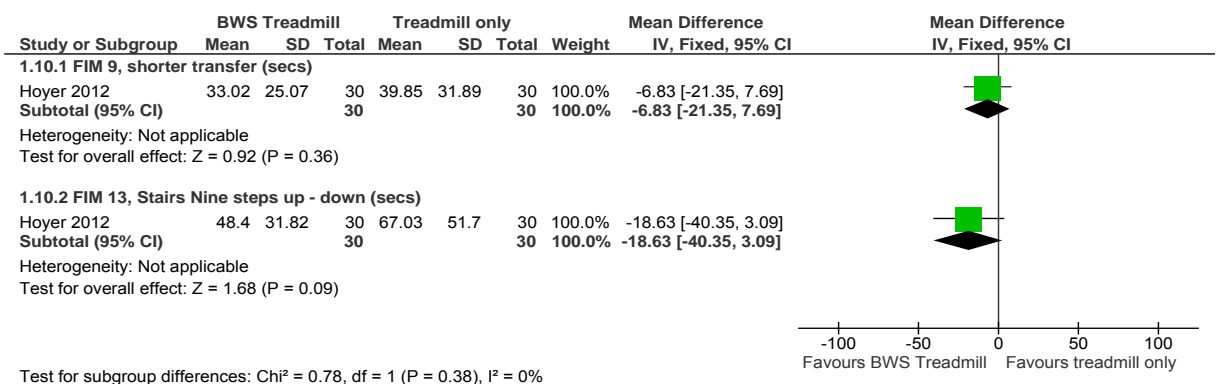 BWS Treadmill Treadmill only Mean Difference Mean Difference
Study or Subgroup Mean SD Total Mean SD Total Weight IV, Fixed, 95% CI IV, Fixed, 95% CI
1.10.1 FIM 9, shorter transfer (secs)
Hoyer 2012 33.02 25.07 30 39.85 31.89 30 100.0% -6.83 [-21.35, 7.69]
Subtotal (95% CI) 30 30 100.0% -6.83 [-21.35, 7.69]
Heterogeneity: Not applicable
Test for overall effect: Z = 0.92 (P = 0.36)
1.10.2 FIM 13, Stairs Nine steps up - down (secs)
Hoyer 2012 48.4 31.82 30 67.03 51.7 30 100.0% -18.63 [-40.35, 3.09]
Subtotal (95% CI) 30 30 100.0% -18.63 [-40.35, 3.09]
Heterogeneity: Not applicable
Test for overall effect: Z = 1.68 (P = 0.09)
-100 -50 0 50 100
Favours BWS Treadmill Favours treadmill only
Test for subgroup differences: Chi² = 0.78, df = 1 (P = 0.38), I² = 0%